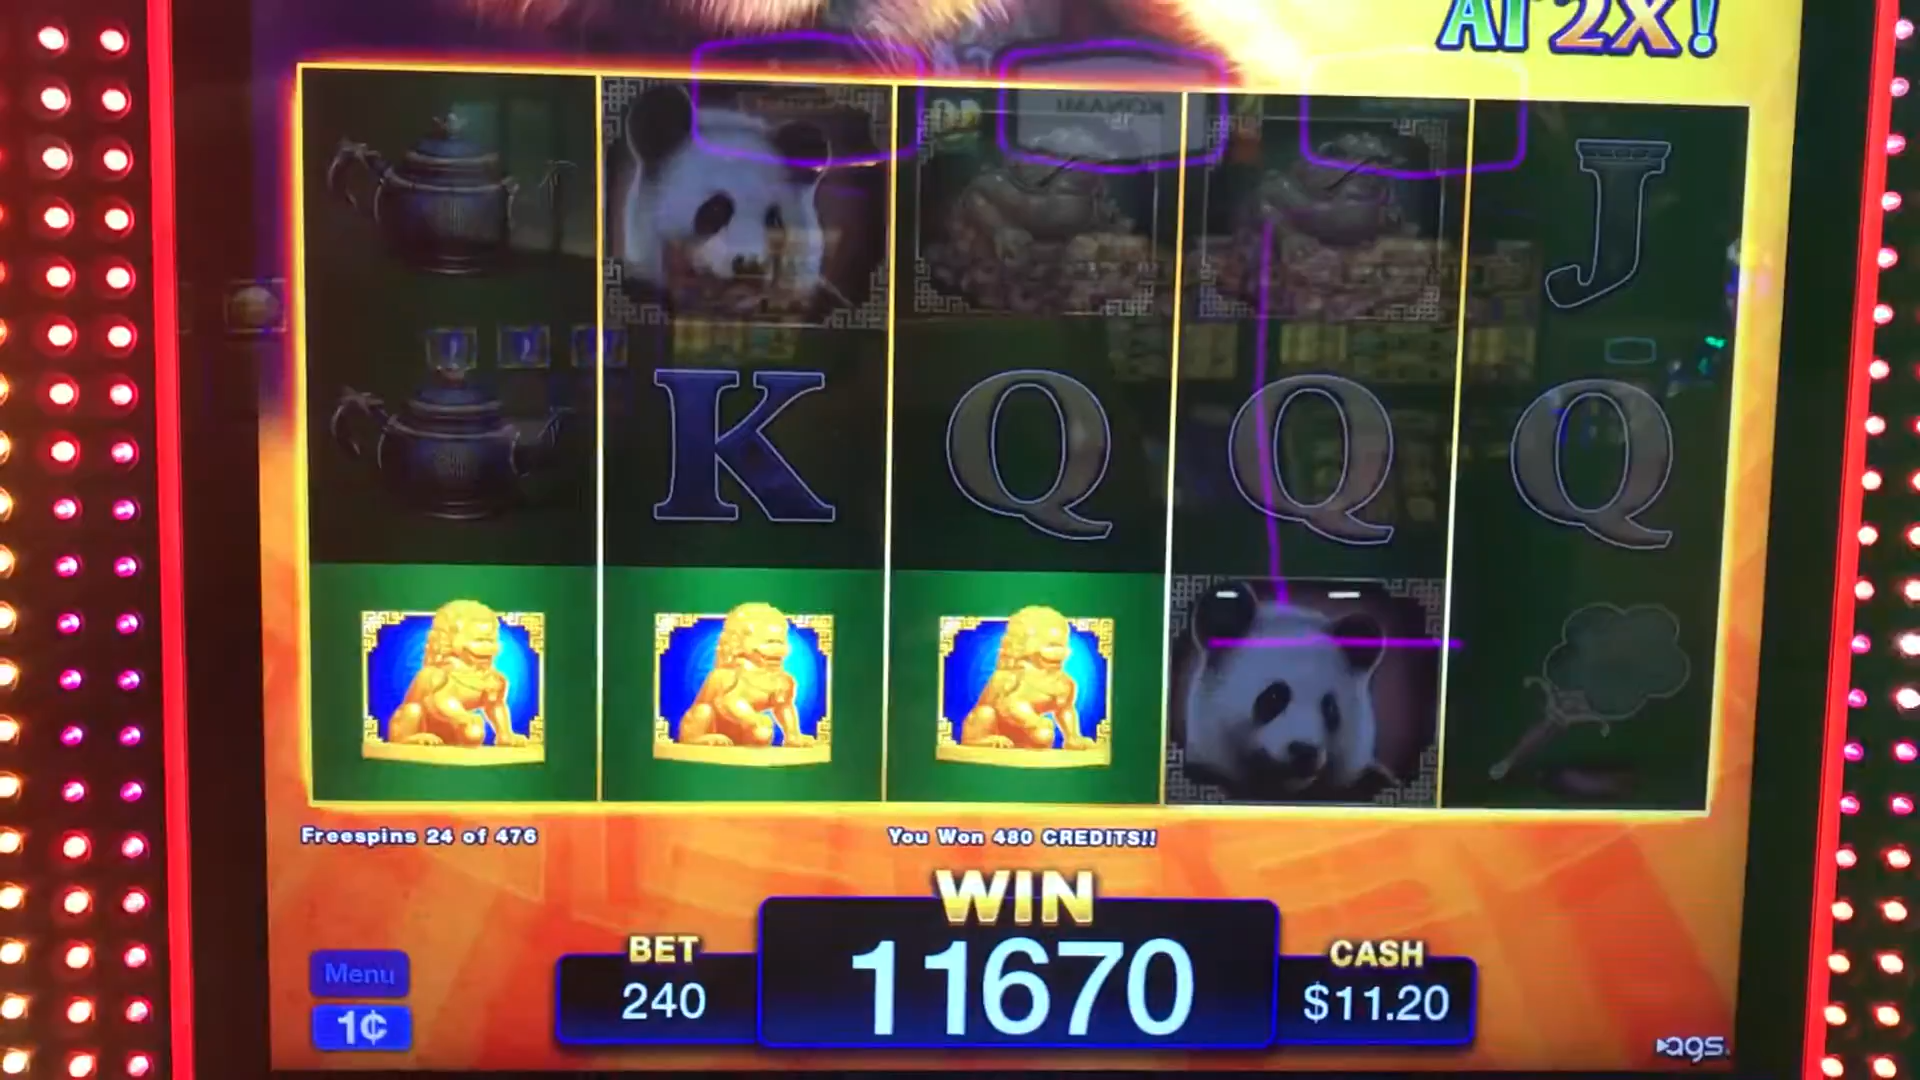 AT 2X!
KONAMI
J
K Q Q Q
Freespins 24 of 476
You Won 480 CREDITS!!
WIN
11670
BET
240
CASH
$11.20
Menu
1¢
ags